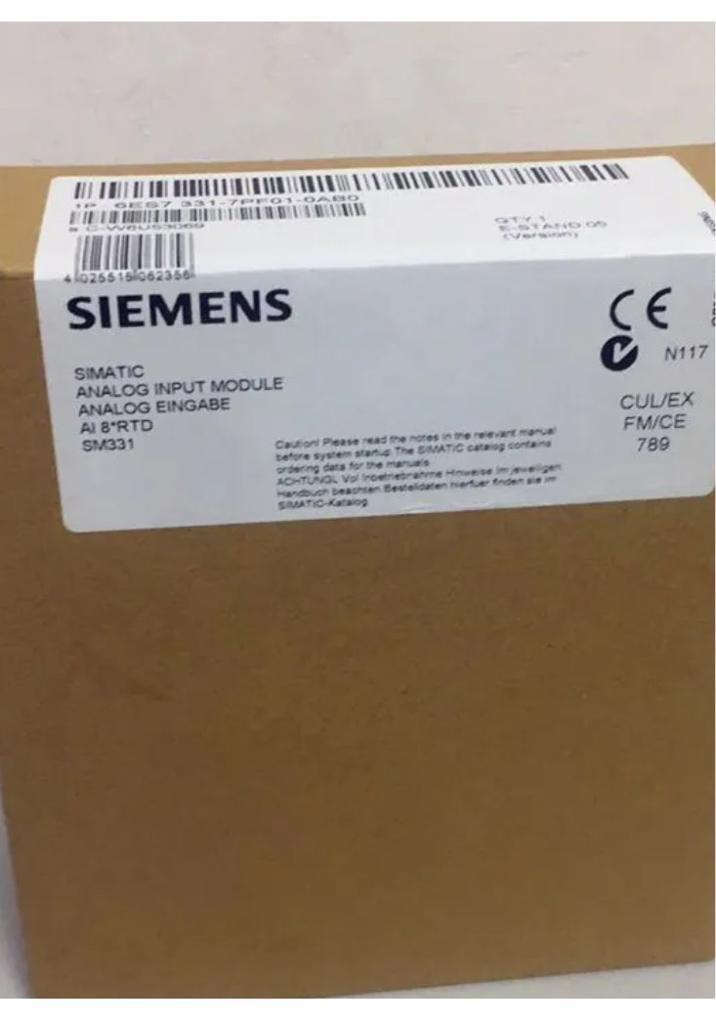 1P 6ES7 331-7PF01-0AB0
S C-W6U53069
QTY 1
E-STAND.05
(Version)
4 025515 062356
SIEMENS
CE
N117
SIMATIC
ANALOG INPUT MODULE
ANALOG EINGABE
AI 8*RTD
SM331
CUL/EX
FM/CE
789
Caution! Please read the notes in the relevant manual
before system startup. The SIMATIC catalog contains
ordering data for the manuals
ACHTUNGL Vol Inbetriebnahme Hinweise im jeweiligen
Handbuch beachten Bestelldaten hierfuer finden sie im
SIMATIC-Katalog